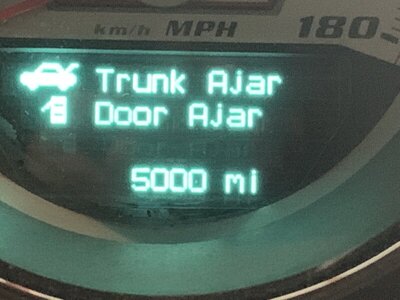 km/h MPH 180
Trunk Ajar
Door Ajar
5000 mi